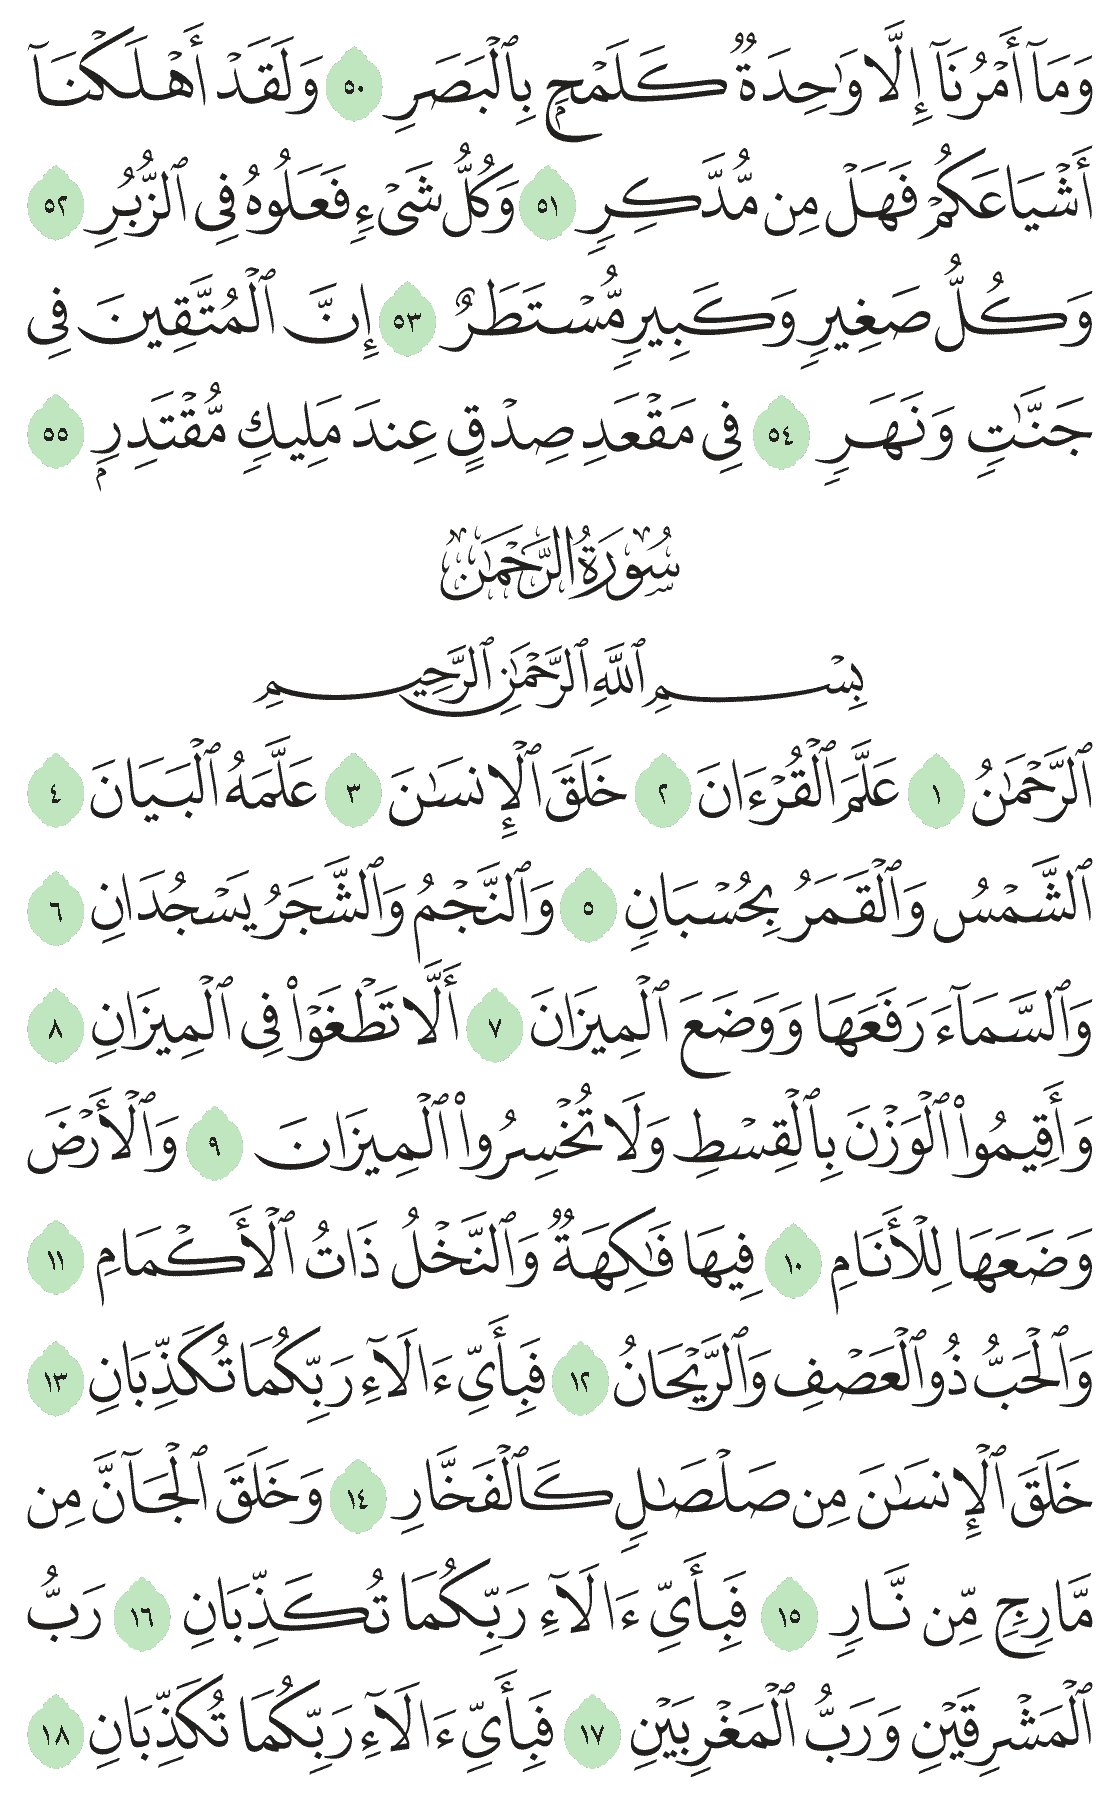 وَمَآ أَمْرُنَآ إِلَّا وَٰحِدَةٌ كَلَمْحٍۭ بِٱلْبَصَرِ ٥٠ وَلَقَدْ أَهْلَكْنَآ
أَشْيَاعَكُمْ فَهَلْ مِن مُّدَّكِرٍ ٥١ وَكُلُّ شَىْءٍ فَعَلُوهُ فِى ٱلزُّبُرِ ٥٢
وَكُلُّ صَغِيرٍ وَكَبِيرٍ مُّسْتَطَرٌ ٥٣ إِنَّ ٱلْمُتَّقِينَ فِى
جَنَّٰتٍ وَنَهَرٍ ٥٤ فِى مَقْعَدِ صِدْقٍ عِندَ مَلِيكٍ مُّقْتَدِرٍۭ ٥٥
سُورَةُ الرَّحْمَٰن
بِسْمِ ٱللَّهِ ٱلرَّحْمَٰنِ ٱلرَّحِيمِ
ٱلرَّحْمَٰنُ ١ عَلَّمَ ٱلْقُرْءَانَ ٢ خَلَقَ ٱلْإِنسَٰنَ ٣ عَلَّمَهُ ٱلْبَيَانَ ٤
ٱلشَّمْسُ وَٱلْقَمَرُ بِحُسْبَانٍ ٥ وَٱلنَّجْمُ وَٱلشَّجَرُ يَسْجُدَانِ ٦
وَٱلسَّمَآءَ رَفَعَهَا وَوَضَعَ ٱلْمِيزَانَ ٧ أَلَّا تَطْغَوْا۟ فِى ٱلْمِيزَانِ ٨
وَأَقِيمُوا۟ ٱلْوَزْنَ بِٱلْقِسْطِ وَلَا تُخْسِرُوا۟ ٱلْمِيزَانَ ٩ وَٱلْأَرْضَ
وَضَعَهَا لِلْأَنَامِ ١٠ فِيهَا فَٰكِهَةٌ وَٱلنَّخْلُ ذَاتُ ٱلْأَكْمَامِ ١١
وَٱلْحَبُّ ذُو ٱلْعَصْفِ وَٱلرَّيْحَانُ ١٢ فَبِأَىِّ ءَالَآءِ رَبِّكُمَا تُكَذِّبَانِ ١٣
خَلَقَ ٱلْإِنسَٰنَ مِن صَلْصَٰلٍ كَٱلْفَخَّارِ ١٤ وَخَلَقَ ٱلْجَآنَّ مِن
مَّارِجٍ مِّن نَّارٍ ١٥ فَبِأَىِّ ءَالَآءِ رَبِّكُمَا تُكَذِّبَانِ ١٦ رَبُّ
ٱلْمَشْرِقَيْنِ وَرَبُّ ٱلْمَغْرِبَيْنِ ١٧ فَبِأَىِّ ءَالَآءِ رَبِّكُمَا تُكَذِّبَانِ ١٨